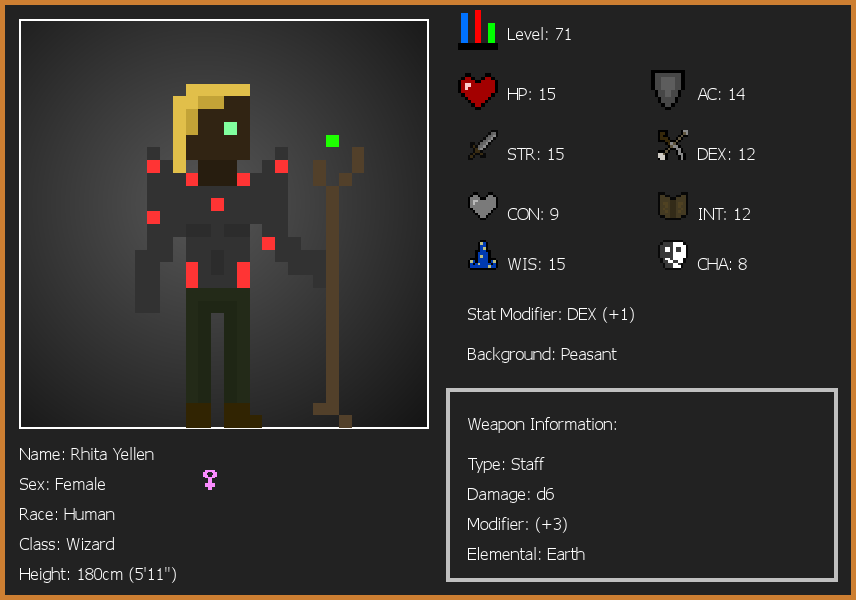 Level: 71
HP: 15
AC: 14
STR: 15
DEX: 12
CON: 9
INT: 12
WIS: 15
CHA: 8
Stat Modifier: DEX (+1)
Background: Peasant
Weapon Information:
Type: Staff
Damage: d6
Modifier: (+3)
Elemental: Earth
Name: Rhita Yellen
Sex: Female
Race: Human
Class: Wizard
Height: 180cm (5'11")